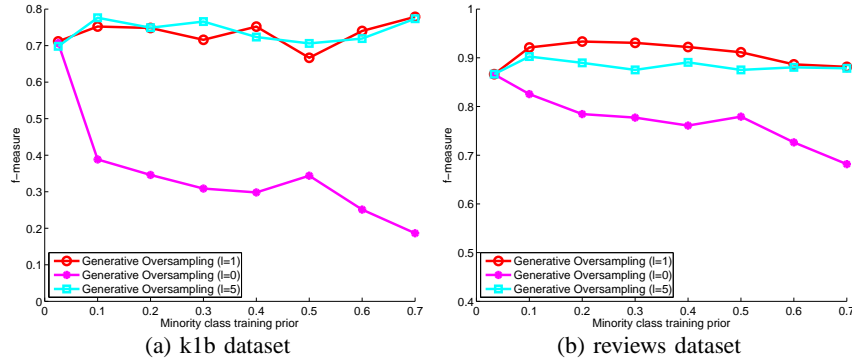 0.8
0.7
0.6
0.5
0.4
0.3
0.2
0.1
0
f−measure
Generative Oversampling (l=1)
Generative Oversampling (l=0)
Generative Oversampling (l=5)
0 0.1 0.2 0.3 0.4 0.5 0.6 0.7
Minority class training prior
(a) k1b dataset
1
0.9
0.8
0.7
0.6
0.5
0.4
f−measure
Generative Oversampling (l=1)
Generative Oversampling (l=0)
Generative Oversampling (l=5)
0.1 0.2 0.3 0.4 0.5 0.6 0.7
Minority class training prior
(b) reviews dataset